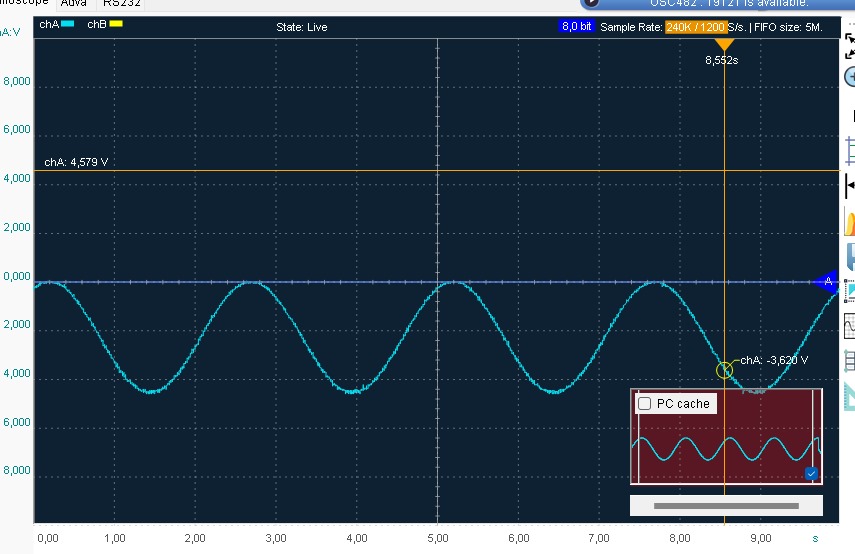 Adva RS232
OSC482 . 19121 is available.
chA chB State: Live 8,0 bit Sample Rate: 240K / 1200 S/s. | FIFO size: 5M.
A:V
8,552s
8,000
6,000
chA: 4,579 V
4,000
2,000
0,000
A
2,000
chA: -3,620 V
4,000
PC cache
6,000
8,000
0,00 1,00 2,00 3,00 4,00 5,00 6,00 7,00 8,00 9,00 s